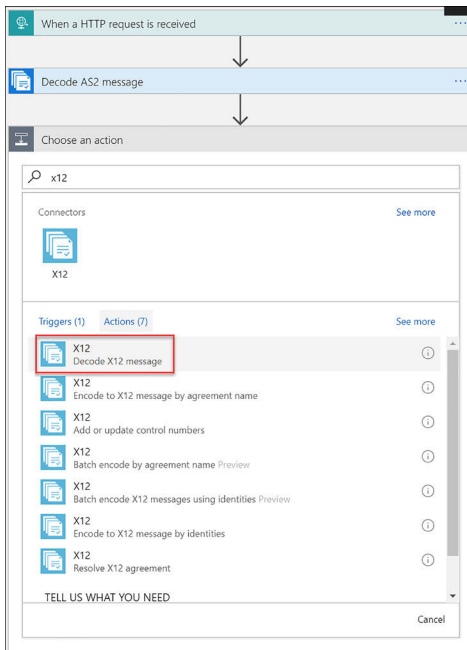 When a HTTP request is received
Decode AS2 message
Choose an action
x12
Connectors
See more
X12
Triggers (1)
Actions (7)
See more
X12
Decode X12 message
X12
Encode to X12 message by agreement name
X12
Add or update control numbers
X12
Batch encode by agreement name Preview
X12
Batch encode X12 messages using identities Preview
X12
Encode to X12 message by identities
X12
Resolve X12 agreement
TELL US WHAT YOU NEED
Cancel